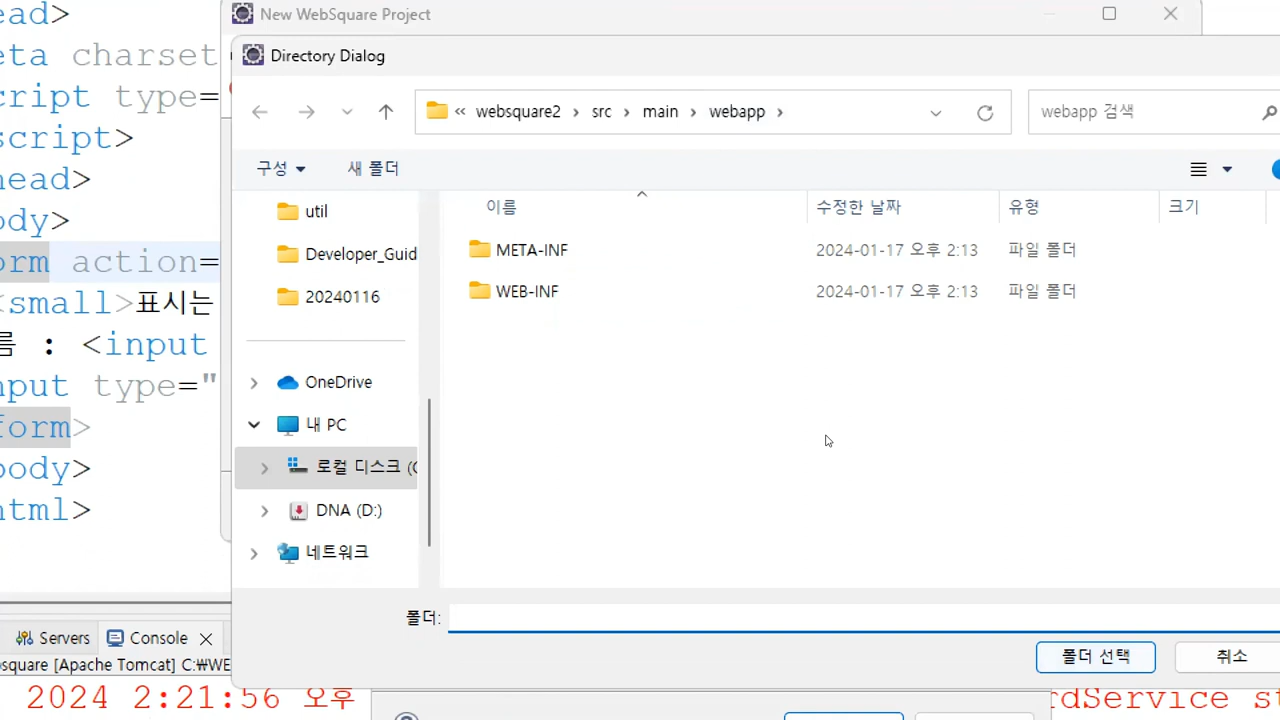 ead>
New WebSquare Project
eta charset
Directory Dialog
cript type=
websquare2 > src > main > webapp >
webapp 검색
script>
구성
새 폴더
head>
util
이름
수정한 날짜
유형
크기
ody>
Developer_Guid
META-INF
2024-01-17 오후 2:13
파일 폴더
orm action=
20240116
WEB-INF
2024-01-17 오후 2:13
파일 폴더
<small>표시는
름 : <input
OneDrive
nput type="
내 PC
form>
로컬 디스크 (C
body>
DNA (D:)
html>
네트워크
폴더:
Servers
Console
폴더 선택
취소
square [Apache Tomcat] C:₩WE
2024 2:21:56 오후
rdService st